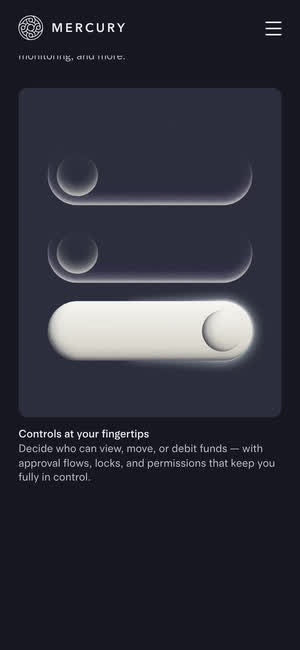 MERCURY
monitoring, and more.
Controls at your fingertips
Decide who can view, move, or debit funds — with
approval flows, locks, and permissions that keep you
fully in control.